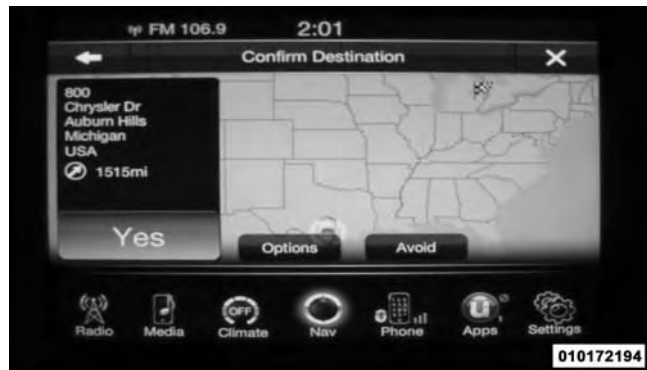 FM 106.9 2:01
Confirm Destination
800
Chrysler Dr
Auburn Hills
Michigan
USA
1515mi
Yes
Options Avoid
OFF
Radio Media Climate Nav Phone Apps Settings
010172194